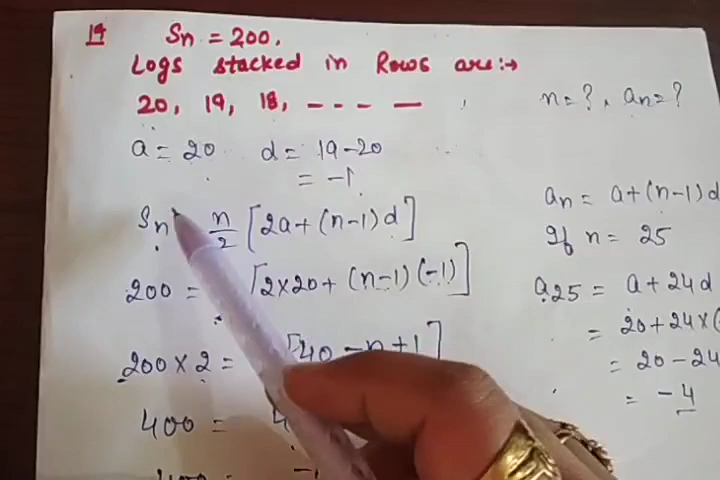 19 Sn = 200.
Logs stacked in Rows are:→
20, 19, 18, - - - -
n = ?, an = ?
a = 20 d = 19-20
= -1
Sn n/2 [2a+(n-1)d]
200 = [2×20+(n-1)(-1)]
200×2 = [40-n+1]
400 =
an = a+(n-1)d
If n = 25
a25 = a+24d
= 20+24×(
= 20-24
= -4